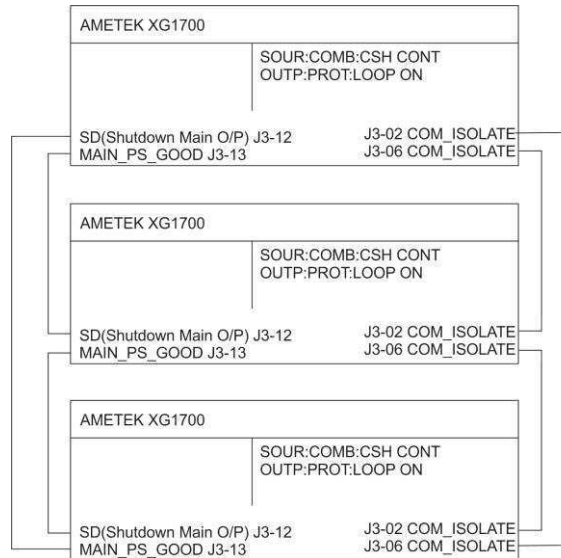 AMETEK XG1700
SOUR:COMB:CSH CONT
OUTP:PROT:LOOP ON
SD(Shutdown Main O/P) J3-12
J3-02 COM_ISOLATE
MAIN_PS_GOOD J3-13
J3-06 COM_ISOLATE
AMETEK XG1700
SOUR:COMB:CSH CONT
OUTP:PROT:LOOP ON
SD(Shutdown Main O/P) J3-12
J3-02 COM_ISOLATE
MAIN_PS_GOOD J3-13
J3-06 COM_ISOLATE
AMETEK XG1700
SOUR:COMB:CSH CONT
OUTP:PROT:LOOP ON
SD(Shutdown Main O/P) J3-12
J3-02 COM_ISOLATE
MAIN_PS_GOOD J3-13
J3-06 COM_ISOLATE